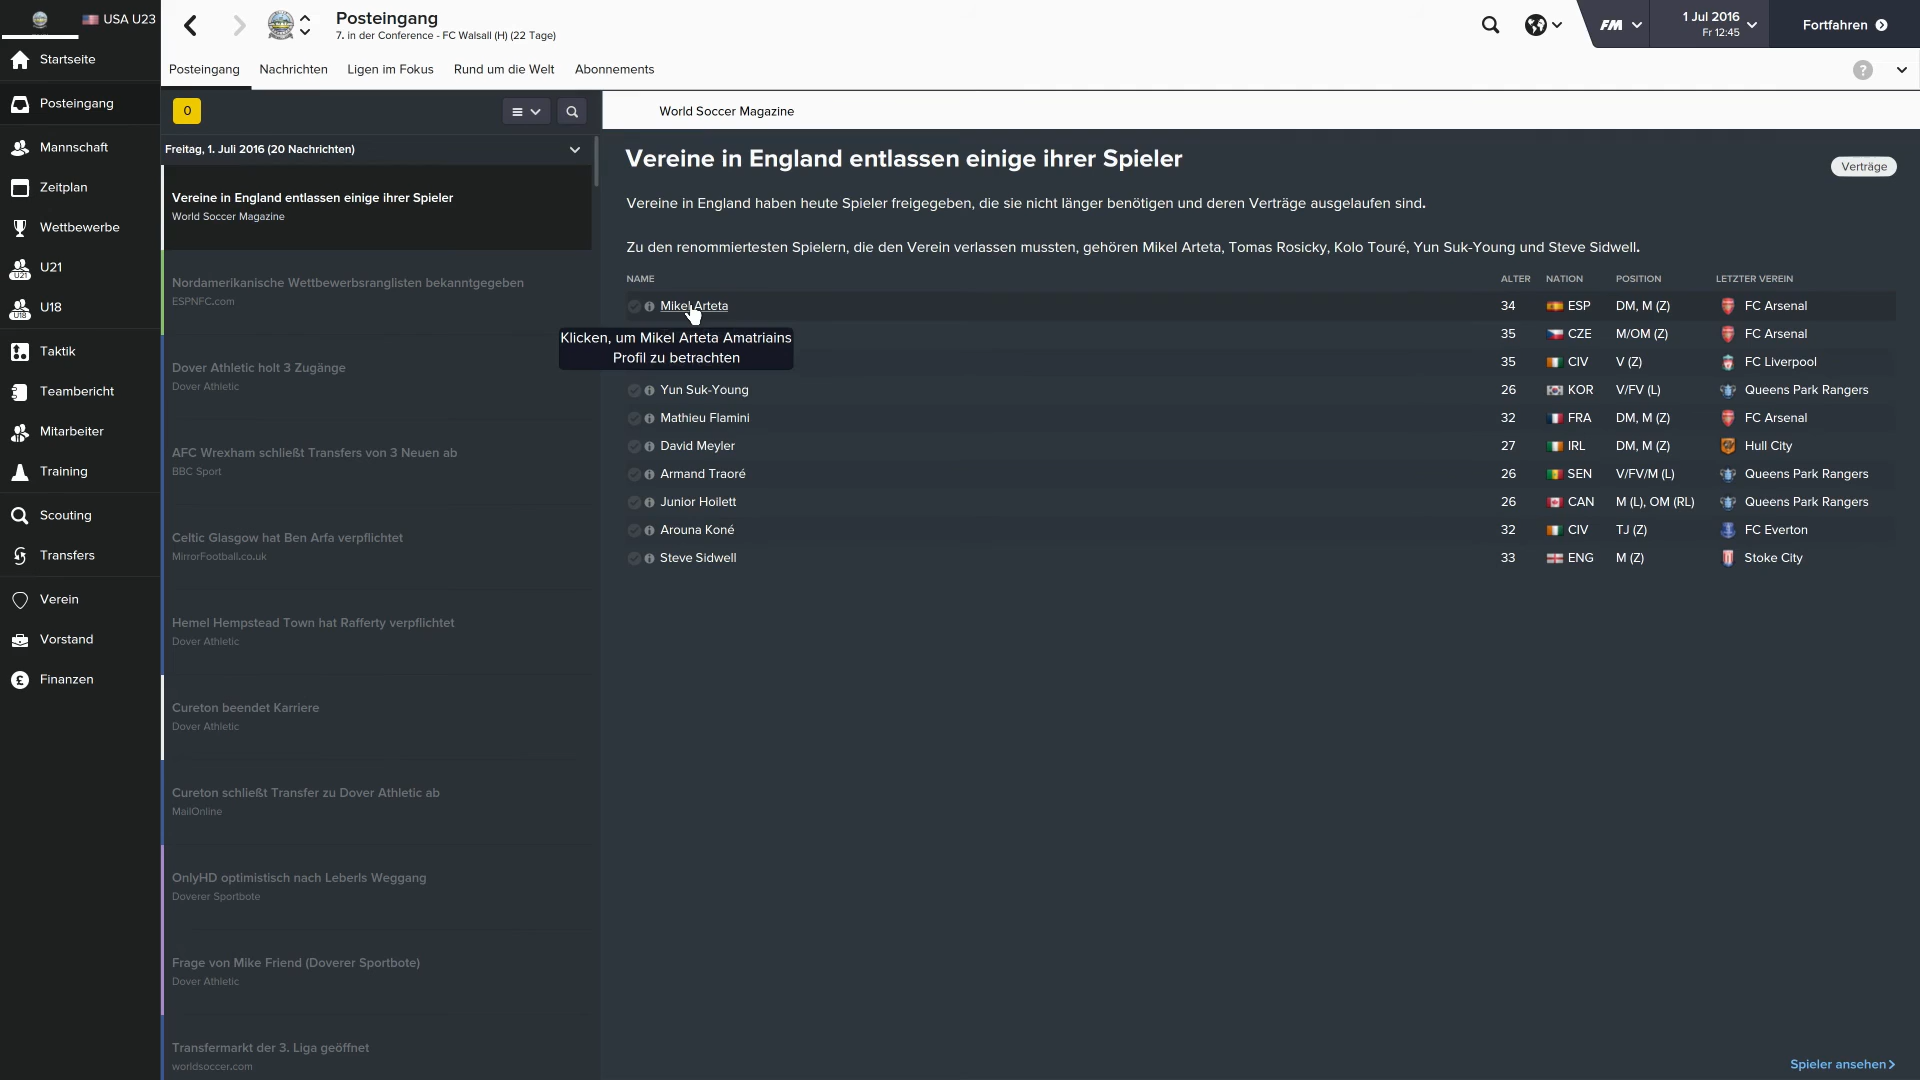 USA U23
Startseite
Posteingang
Mannschaft
Zeitplan
Wettbewerbe
U21
U18
Taktik
Teambericht
Mitarbeiter
Training
Scouting
Transfers
Verein
Vorstand
Finanzen
Posteingang
7. in der Conference - FC Walsall (H) (22 Tage)
FM
1 Jul 2016
Fr 12:45
Fortfahren
Posteingang Nachrichten Ligen im Fokus Rund um die Welt Abonnements
?
0
Freitag, 1. Juli 2016 (20 Nachrichten)
Vereine in England entlassen einige ihrer Spieler
World Soccer Magazine
Nordamerikanische Wettbewerbsranglisten bekanntgegeben
ESPNFC.com
Dover Athletic holt 3 Zugänge
Dover Athletic
AFC Wrexham schließt Transfers von 3 Neuen ab
BBC Sport
Celtic Glasgow hat Ben Arfa verpflichtet
MirrorFootball.co.uk
Hemel Hempstead Town hat Rafferty verpflichtet
Dover Athletic
Cureton beendet Karriere
Dover Athletic
Cureton schließt Transfer zu Dover Athletic ab
MailOnline
OnlyHD optimistisch nach Leberls Weggang
Doverer Sportbote
Frage von Mike Friend (Doverer Sportbote)
Dover Athletic
Transfermarkt der 3. Liga geöffnet
worldsoccer.com
World Soccer Magazine
Vereine in England entlassen einige ihrer Spieler
Verträge
Vereine in England haben heute Spieler freigegeben, die sie nicht länger benötigen und deren Verträge ausgelaufen sind.
Zu den renommiertesten Spielern, die den Verein verlassen mussten, gehören Mikel Arteta, Tomas Rosicky, Kolo Touré, Yun Suk-Young und Steve Sidwell.
NAME ALTER NATION POSITION LETZTER VEREIN
Mikel Arteta 34 ESP DM, M (Z) FC Arsenal
35 CZE M/OM (Z) FC Arsenal
35 CIV V (Z) FC Liverpool
Klicken, um Mikel Arteta Amatriains
Profil zu betrachten
Yun Suk-Young 26 KOR V/FV (L) Queens Park Rangers
Mathieu Flamini 32 FRA DM, M (Z) FC Arsenal
David Meyler 27 IRL DM, M (Z) Hull City
Armand Traoré 26 SEN V/FV/M (L) Queens Park Rangers
Junior Hoilett 26 CAN M (L), OM (RL) Queens Park Rangers
Arouna Koné 32 CIV TJ (Z) FC Everton
Steve Sidwell 33 ENG M (Z) Stoke City
Spieler ansehen